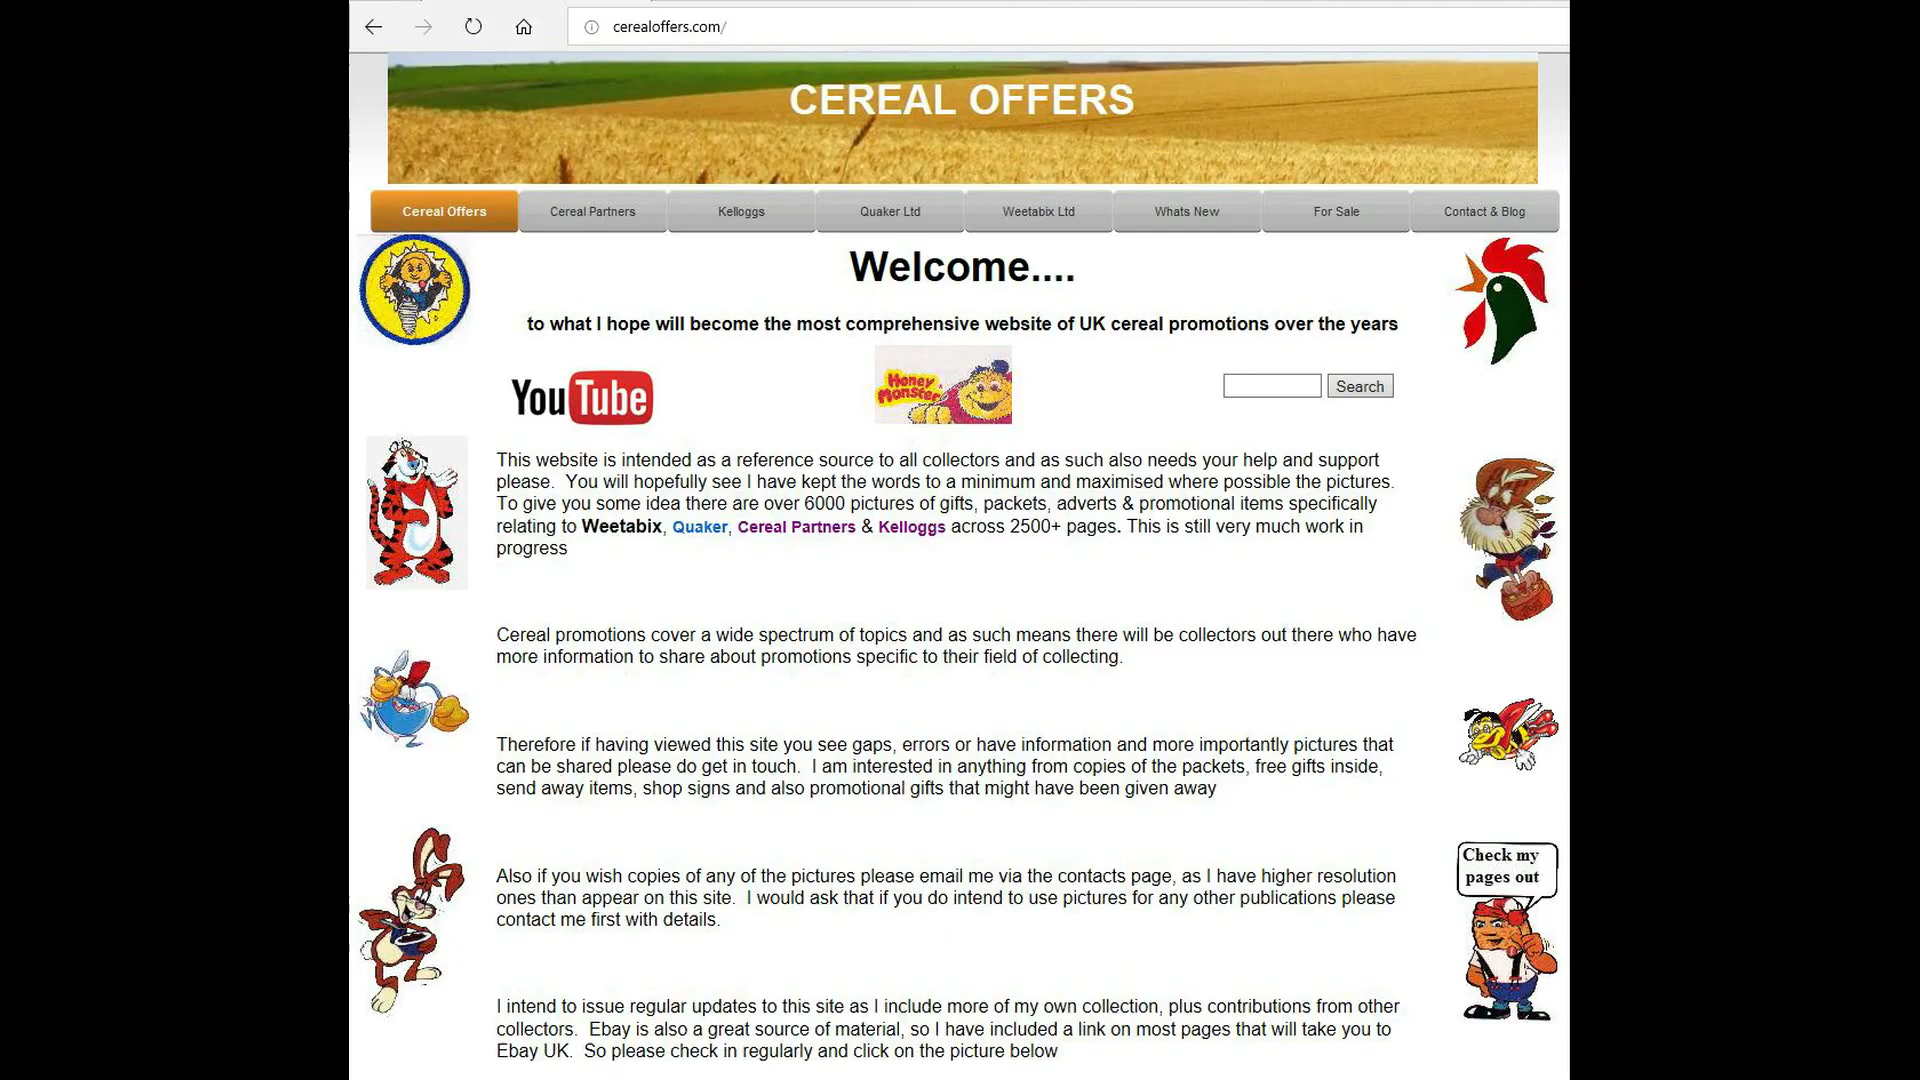 cerealoffers.com/
CEREAL OFFERS
Cereal Offers
Cereal Partners
Kelloggs
Quaker Ltd
Weetabix Ltd
Whats New
For Sale
Contact & Blog
Welcome....
to what I hope will become the most comprehensive website of UK cereal promotions over the years
YouTube
Honey
Monster
Search
This website is intended as a reference source to all collectors and as such also needs your help and support
please.  You will hopefully see I have kept the words to a minimum and maximised where possible the pictures.
To give you some idea there are over 6000 pictures of gifts, packets, adverts & promotional items specifically
relating to Weetabix, Quaker, Cereal Partners & Kelloggs across 2500+ pages. This is still very much work in
progress
Cereal promotions cover a wide spectrum of topics and as such means there will be collectors out there who have
more information to share about promotions specific to their field of collecting.
Therefore if having viewed this site you see gaps, errors or have information and more importantly pictures that
can be shared please do get in touch.  I am interested in anything from copies of the packets, free gifts inside,
send away items, shop signs and also promotional gifts that might have been given away
Check my
pages out
Also if you wish copies of any of the pictures please email me via the contacts page, as I have higher resolution
ones than appear on this site.  I would ask that if you do intend to use pictures for any other publications please
contact me first with details.
I intend to issue regular updates to this site as I include more of my own collection, plus contributions from other
collectors.  Ebay is also a great source of material, so I have included a link on most pages that will take you to
Ebay UK.  So please check in regularly and click on the picture below